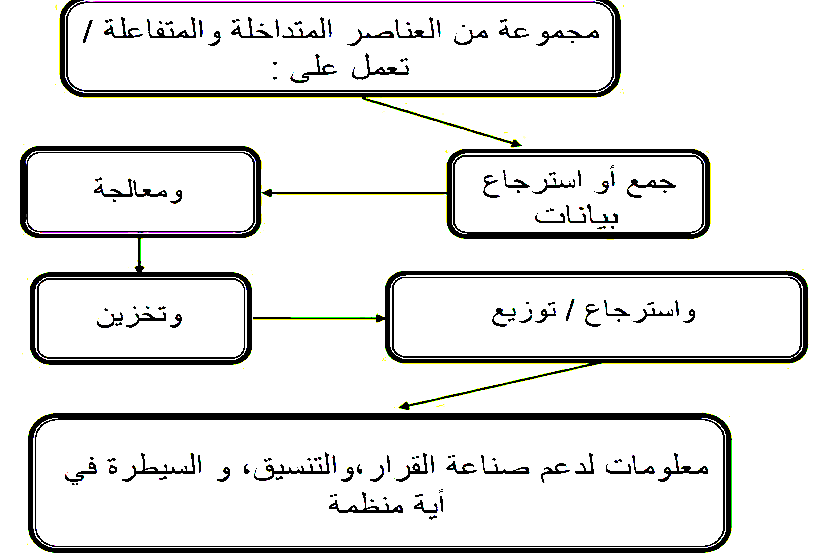 مجموعة من العناصر المتداخلة والمتفاعلة /
تعمل على :
جمع أو استرجاع
بيانات
ومعالجة
وتخزين
واسترجاع / توزيع
معلومات لدعم صناعة القرار ،والتنسيق، و السيطرة في
أية منظمة